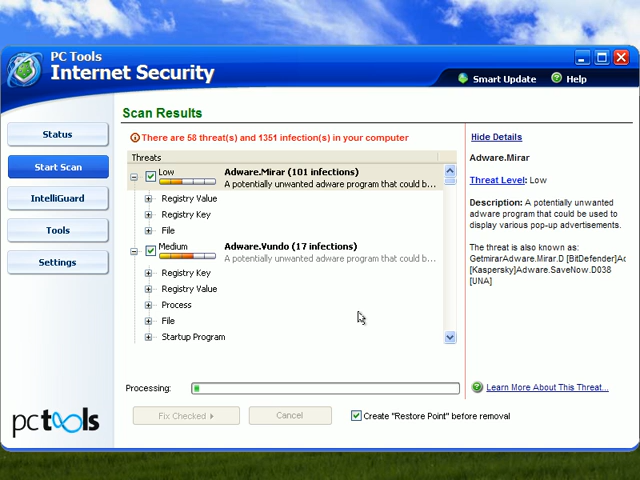 PC Tools
Internet Security
Smart Update
Help
Status
Start Scan
IntelliGuard
Tools
Settings
pctools
Scan Results
There are 58 threat(s) and 1351 infection(s) in your computer
Threats
Low
Adware.Mirar (101 infections)
A potentially unwanted adware program that could b...
Registry Value
Registry Key
File
Medium
Adware.Vundo (17 infections)
A potentially unwanted adware program that could b...
Registry Key
Registry Value
Process
File
Startup Program
Processing:
Fix Checked
Cancel
Create "Restore Point" before removal
Hide Details
Adware.Mirar
Threat Level: Low
Description: A potentially unwanted
adware program that could be used to
display various pop-up advertisements.
The threat is also known as:
GetmirarAdware.Mirar.D [BitDefender]Ad
[Kaspersky]Adware.SaveNow.D038
[UNA]
Learn More About This Threat...